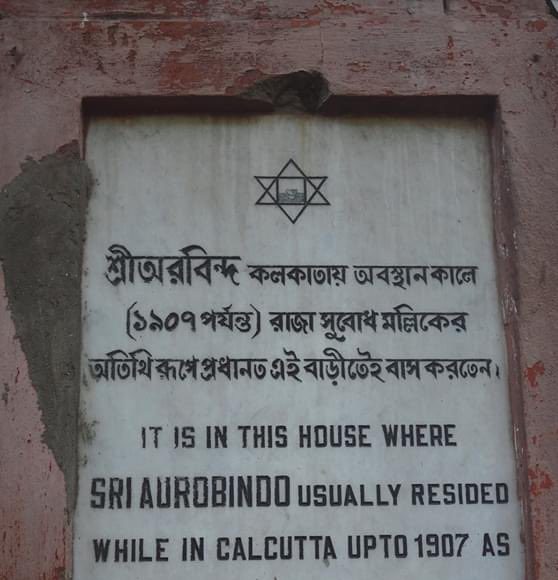 শ্রীঅরবিন্দ কলকাতায় অবস্থান কালে
(১৯০৭ পর্যন্ত) রাজা সুবোধ মল্লিকের
অতিথি রূপে প্রধানত এই বাড়ীতেই বাস করতেন।
IT IS IN THIS HOUSE WHERE
SRI AUROBINDO USUALLY RESIDED
WHILE IN CALCUTTA UPTO 1907 AS